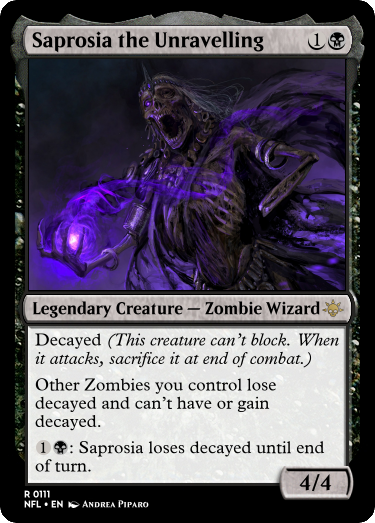 Saprosia the Unravelling 1
Legendary Creature — Zombie Wizard
Decayed (This creature can't block. When
it attacks, sacrifice it at end of combat.)
Other Zombies you control lose
decayed and can't have or gain
decayed.
1 : Saprosia loses decayed until end
of turn.
4/4
R 0111
NFL • EN Andrea Piparo